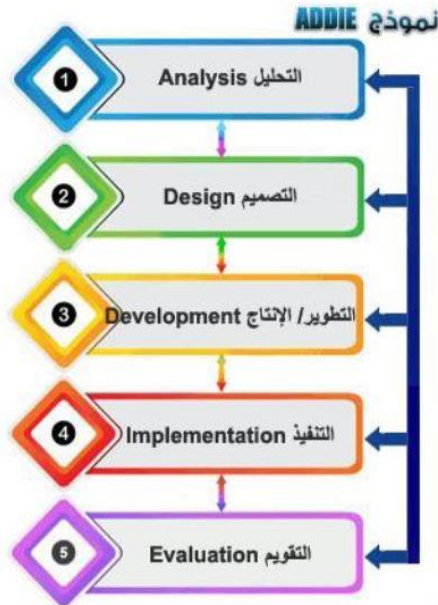 نموذج ADDIE
1
التحليل Analysis
2
التصميم Design
3
التطوير/ الإنتاج Development
4
التنفيذ Implementation
5
التقويم Evaluation